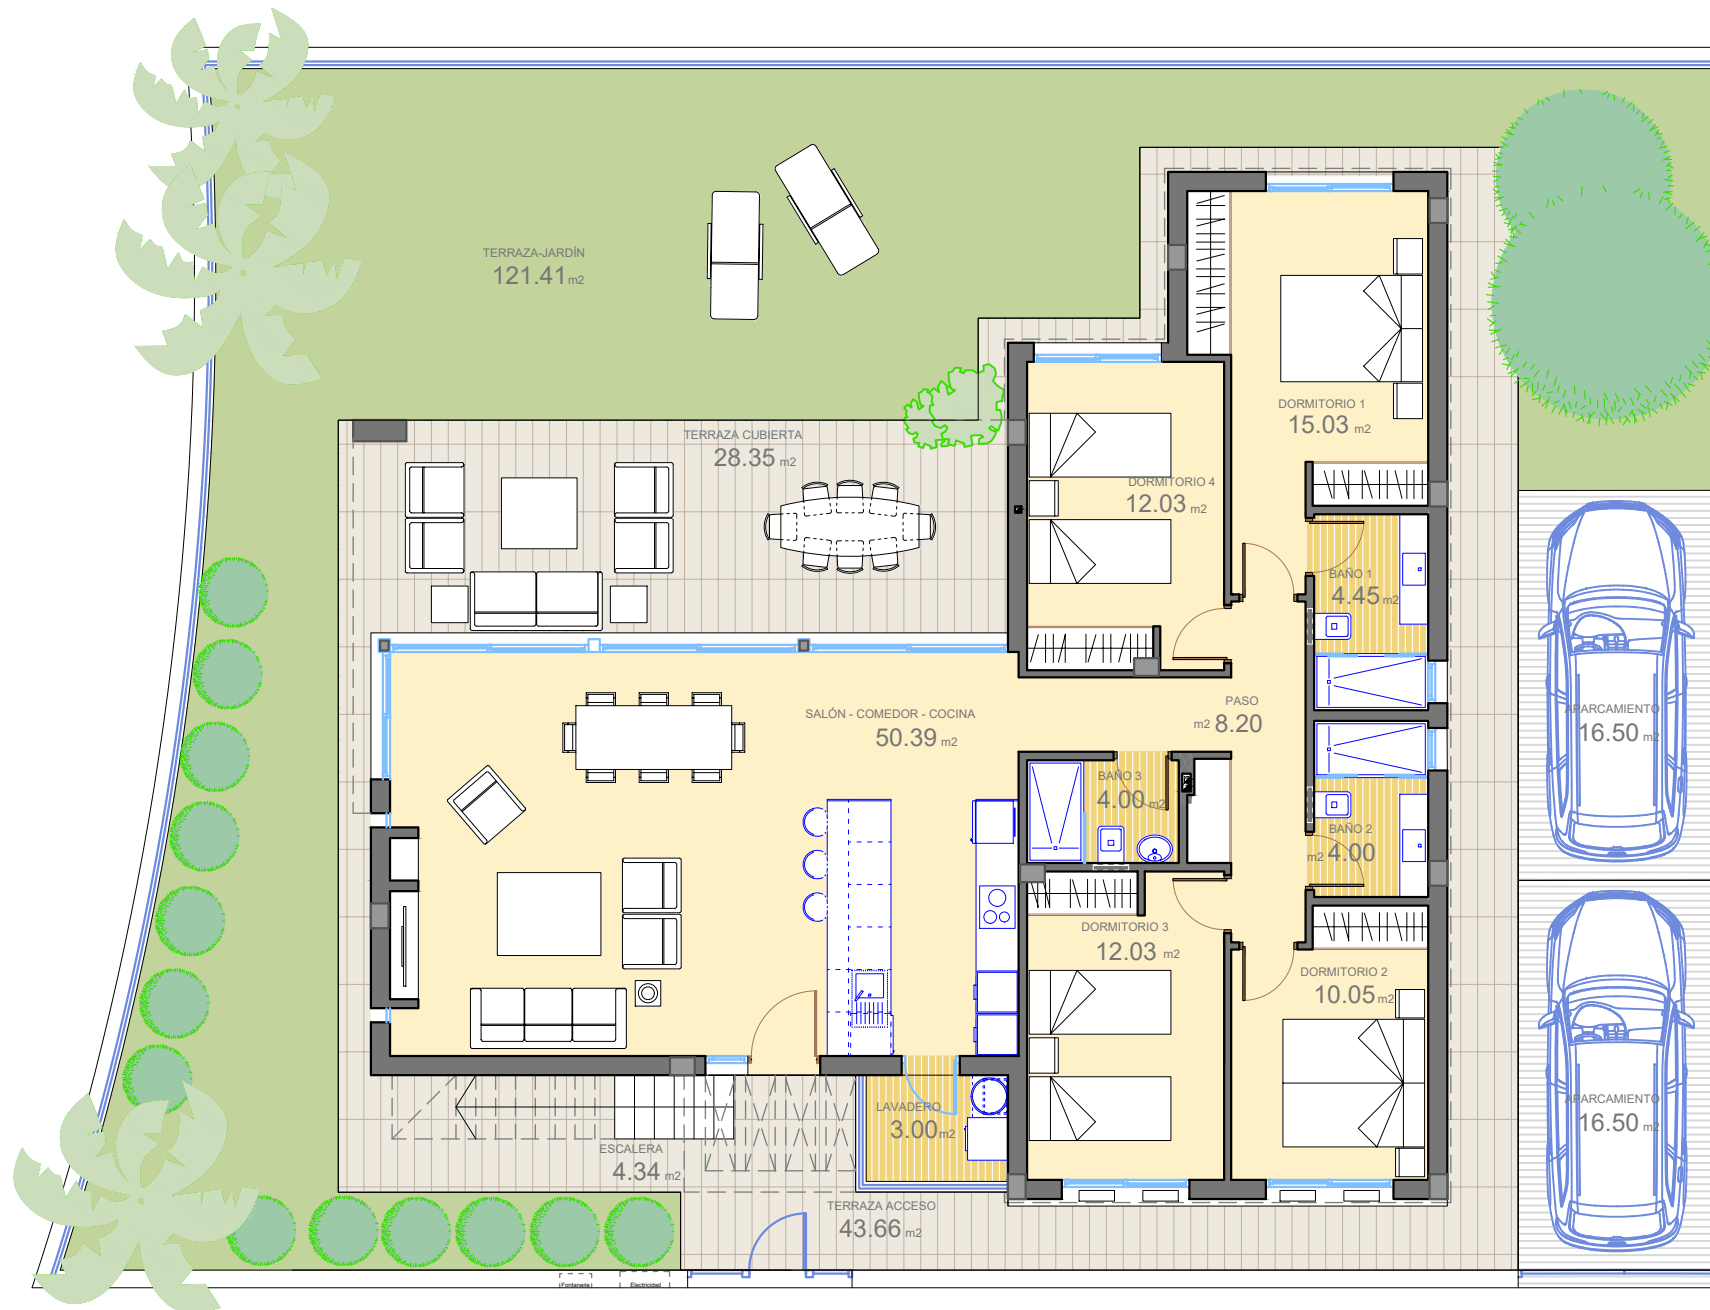 TERRAZA-JARDÍN
121.41 m2
DORMITORIO 1
15.03 m2
TERRAZA CUBIERTA
28.35 m2
DORMITORIO 4
12.03 m2
BAÑO 1
4.45 m2
SALÓN - COMEDOR - COCINA
50.39 m2
PASO
m2 8.20
APARCAMIENTO
16.50 m2
BAÑO 3
4.00 m2
BAÑO 2
m2 4.00
DORMITORIO 3
12.03 m2
DORMITORIO 2
10.05 m2
LAVADERO
3.00 m2
APARCAMIENTO
16.50 m2
ESCALERA
4.34 m2
TERRAZA ACCESO
43.66 m2
Fontanería
Electricidad